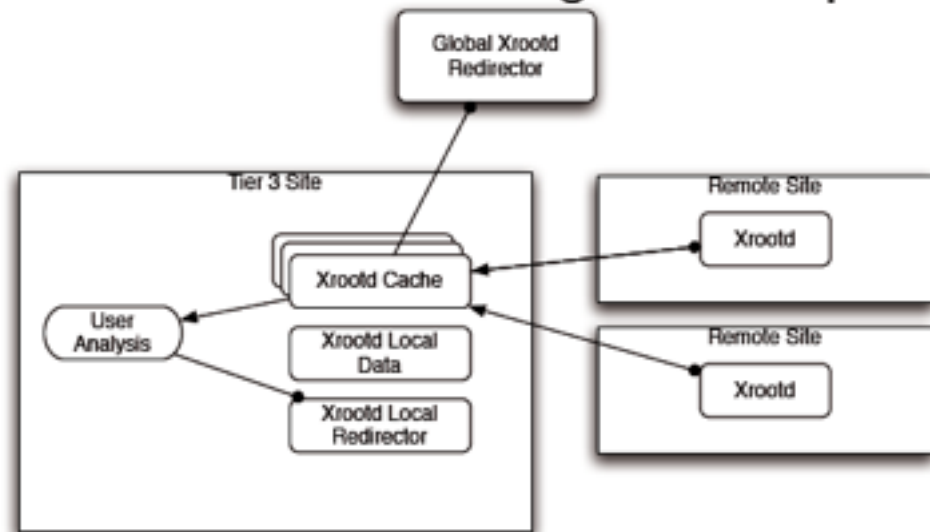 Global Xrootd
Redirector
Tier 3 Site
Xrootd Cache
User
Analysis
Xrootd Local
Data
Xrootd Local
Redirector
Remote Site
Xrootd
Remote Site
Xrootd